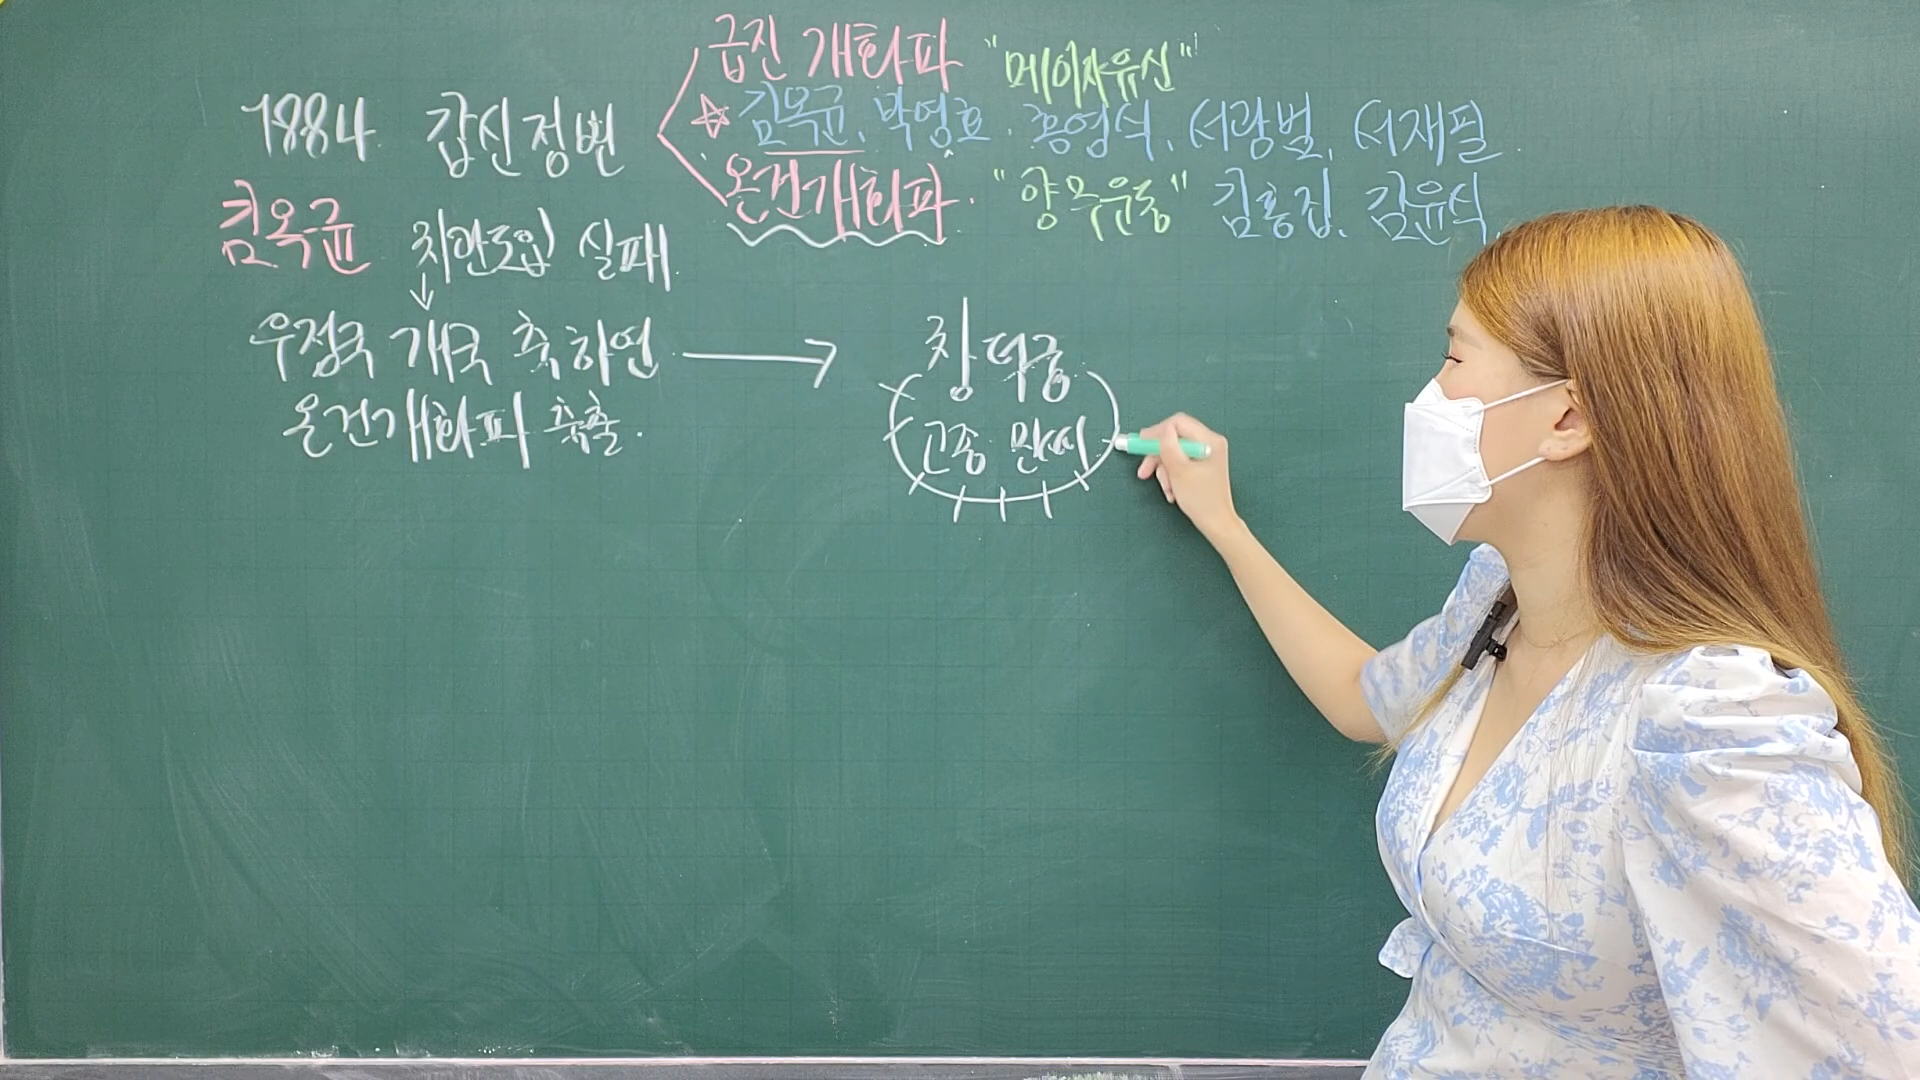 급진 개화파 "메이지유신"
1884 갑신정변
김옥균, 박영효, 홍영식, 서광범, 서재필
온건개화파. "양무운동" 김홍집, 김윤식
김옥균 차관도입 실패
우정국 개국 축하연 → 창덕궁
온건개화파 축출.
고종 민씨